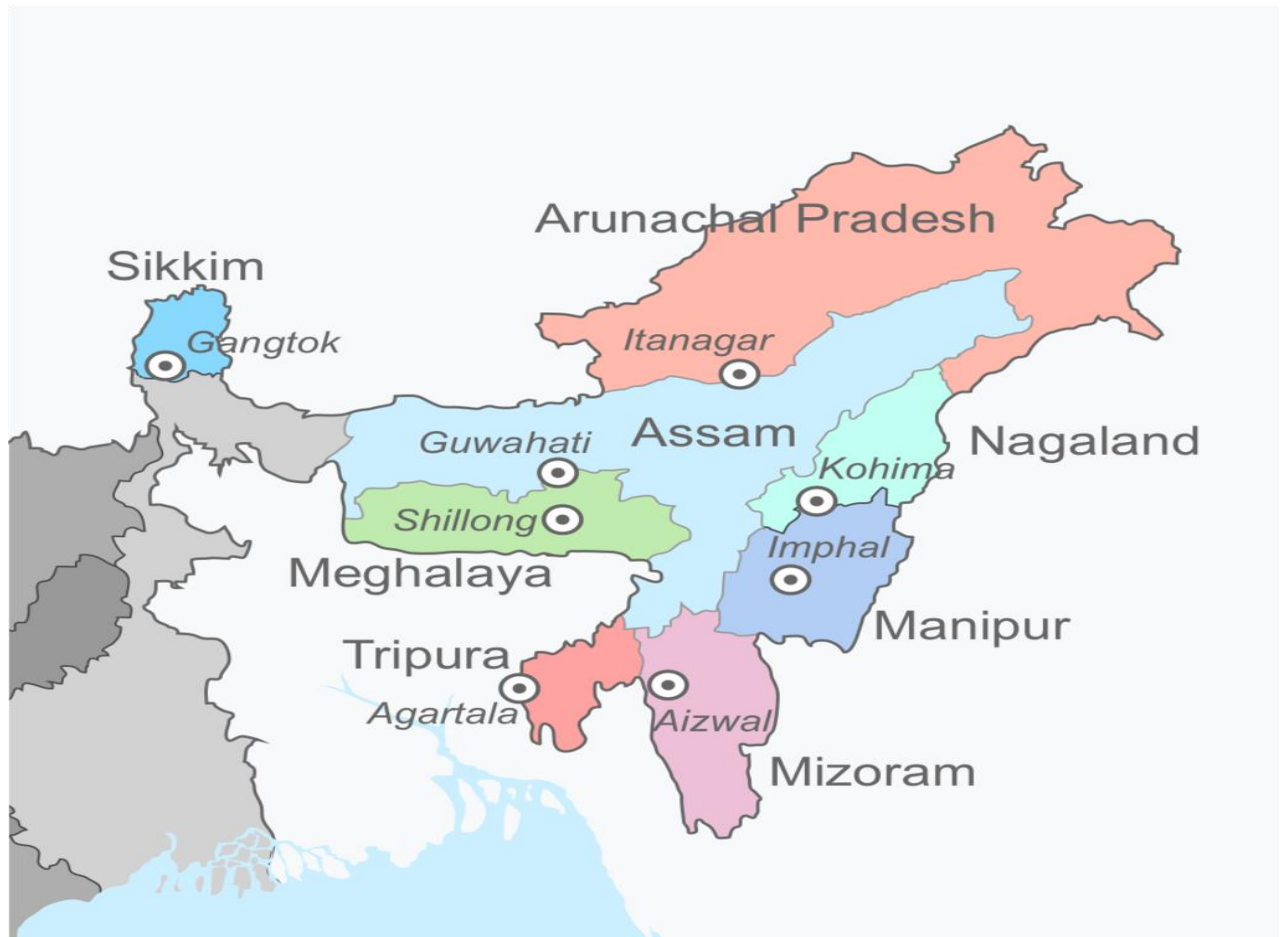 Arunachal Pradesh
Sikkim
Gangtok
Itanagar
Guwahati
Assam
Nagaland
Kohima
Shillong
Imphal
Meghalaya
Manipur
Tripura
Agartala
Aizwal
Mizoram